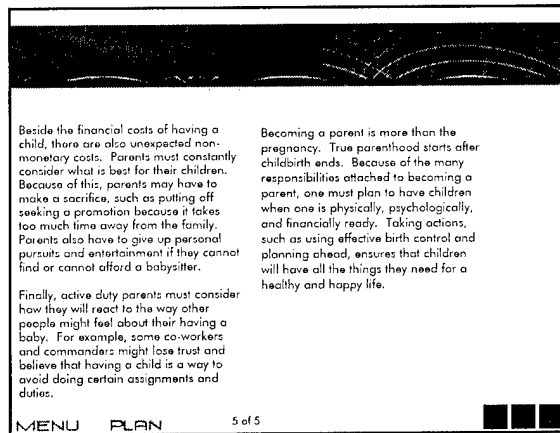 Beside the financial costs of having a
child, there are also unexpected non-
monetary costs. Parents must constantly
consider what is best for their children.
Because of this, parents may have to
make a sacrifice, such as putting off
seeking a promotion because it takes
too much time away from the family.
Parents also have to give up personal
pursuits and entertainment if they cannot
find or cannot afford a babysitter.
Finally, active duty parents must consider
how they will react to the way other
people might feel about their having a
baby. For example, some co-workers
and commanders might lose trust and
believe that having a child is a way to
avoid doing certain assignments and
duties.
Becoming a parent is more than the
pregnancy. True parenthood starts after
childbirth ends. Because of the many
responsibilities attached to becoming a
parent, one must plan to have children
when one is physically, psychologically,
and financially ready. Taking actions,
such as using effective birth control and
planning ahead, ensures that children
will have all the things they need for a
healthy and happy life.
MENU PLAN 5 of 5